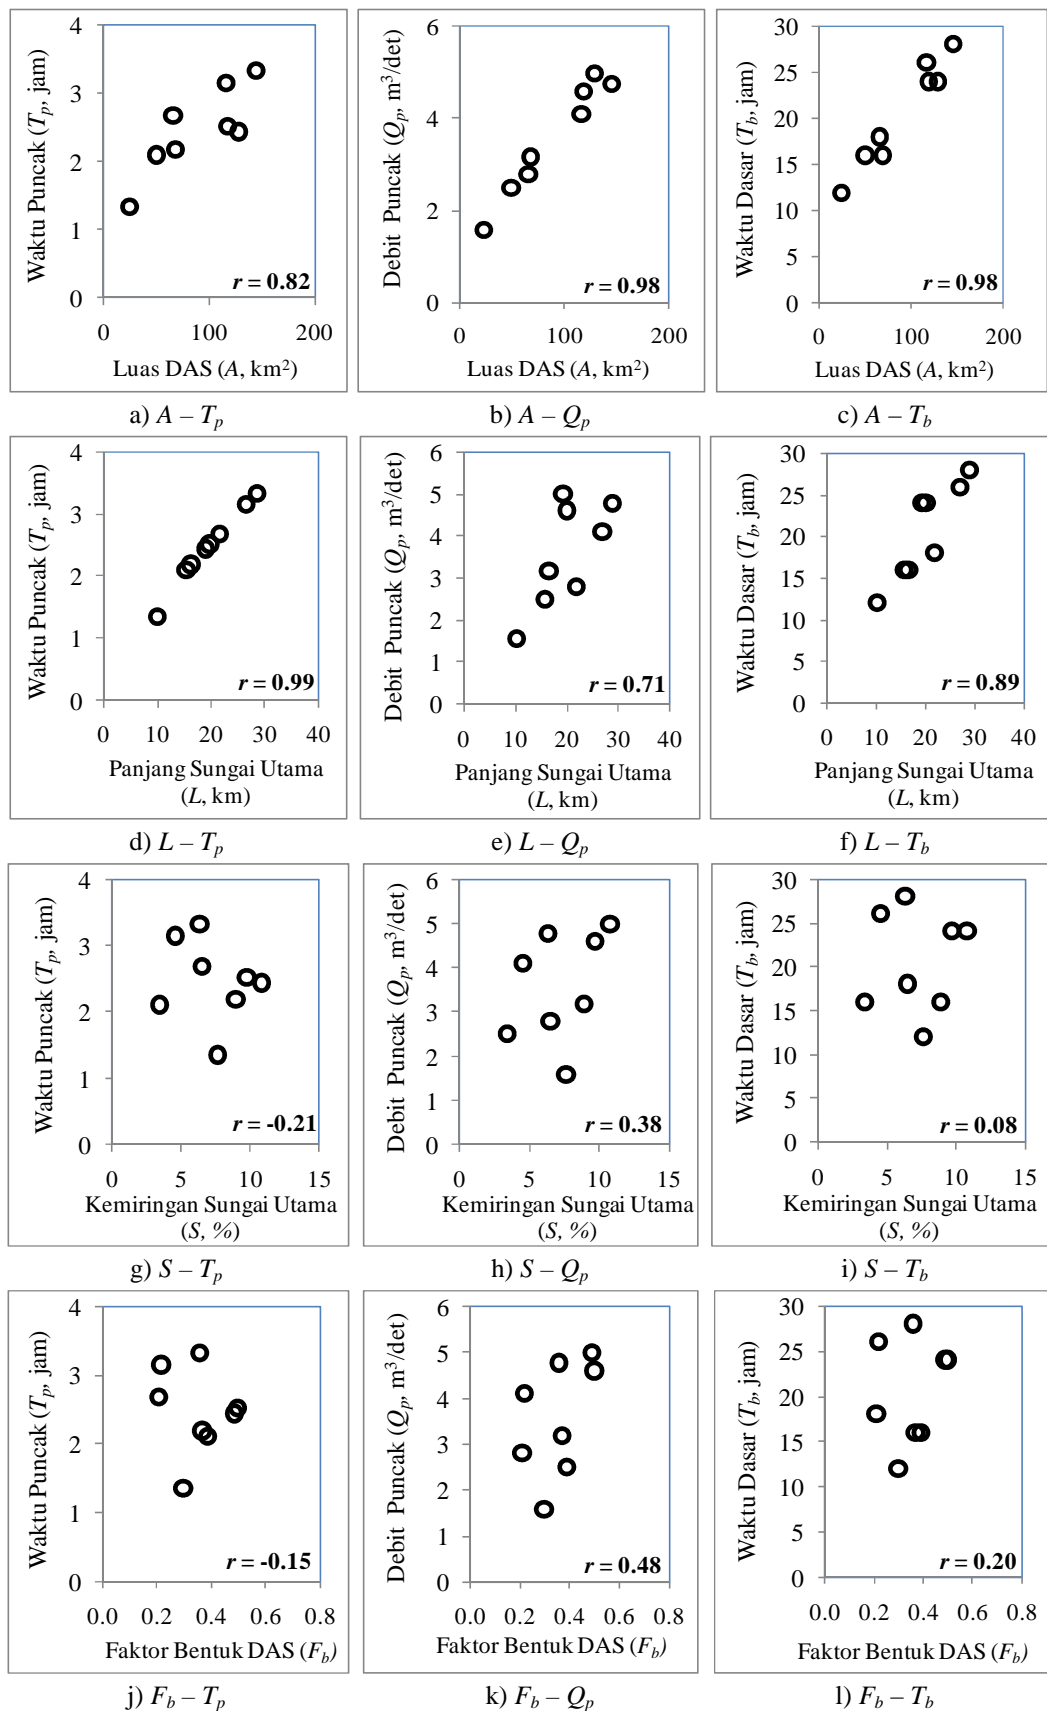 Waktu Puncak (Tp, jam)
4
3
2
1
0
r = 0.82
0 100 200
Luas DAS (A, km²)
a) A – Tp
Debit Puncak (Qp, m³/det)
6
4
2
0
r = 0.98
0 100 200
Luas DAS (A, km²)
b) A – Qp
Waktu Dasar (Tb, jam)
30
25
20
15
10
5
0
r = 0.98
0 100 200
Luas DAS (A, km²)
c) A – Tb
Waktu Puncak (Tp, jam)
4
3
2
1
0
r = 0.99
0 10 20 30 40
Panjang Sungai Utama
(L, km)
d) L – Tp
Debit Puncak (Qp, m³/det)
6
5
4
3
2
1
0
r = 0.71
0 10 20 30 40
Panjang Sungai Utama
(L, km)
e) L – Qp
Waktu Dasar (Tb, jam)
30
25
20
15
10
5
0
r = 0.89
0 10 20 30 40
Panjang Sungai Utama
(L, km)
f) L – Tb
Waktu Puncak (Tp, jam)
4
3
2
1
0
r = -0.21
0 5 10 15
Kemiringan Sungai Utama
(S, %)
g) S – Tp
Debit Puncak (Qp, m³/det)
6
5
4
3
2
1
0
r = 0.38
0 5 10 15
Kemiringan Sungai Utama
(S, %)
h) S – Qp
Waktu Dasar (Tb, jam)
30
25
20
15
10
5
0
r = 0.08
0 5 10 15
Kemiringan Sungai Utama
(S, %)
i) S – Tb
Waktu Puncak (Tp, jam)
4
3
2
1
0
r = -0.15
0.0 0.2 0.4 0.6 0.8
Faktor Bentuk DAS (Fb)
j) Fb – Tp
Debit Puncak (Qp, m³/det)
6
5
4
3
2
1
0
r = 0.48
0.0 0.2 0.4 0.6 0.8
Faktor Bentuk DAS (Fb)
k) Fb – Qp
Waktu Dasar (Tb, jam)
30
25
20
15
10
5
0
r = 0.20
0.0 0.2 0.4 0.6 0.8
Faktor Bentuk DAS (Fb)
l) Fb – Tb